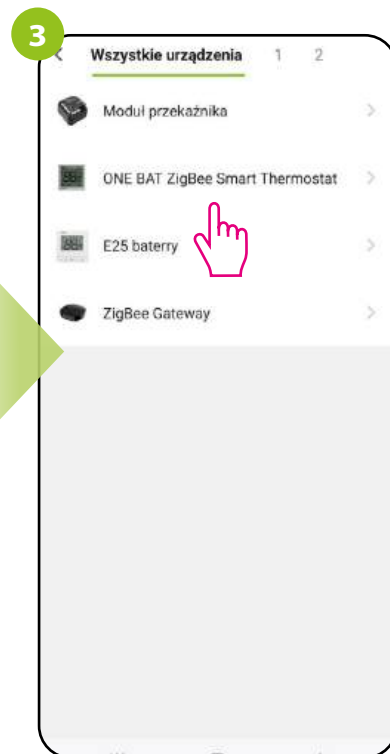 3
Wszystkie urządzenia 1 2
Moduł przekaźnika
ONE BAT ZigBee Smart Thermostat
E25 baterry
ZigBee Gateway